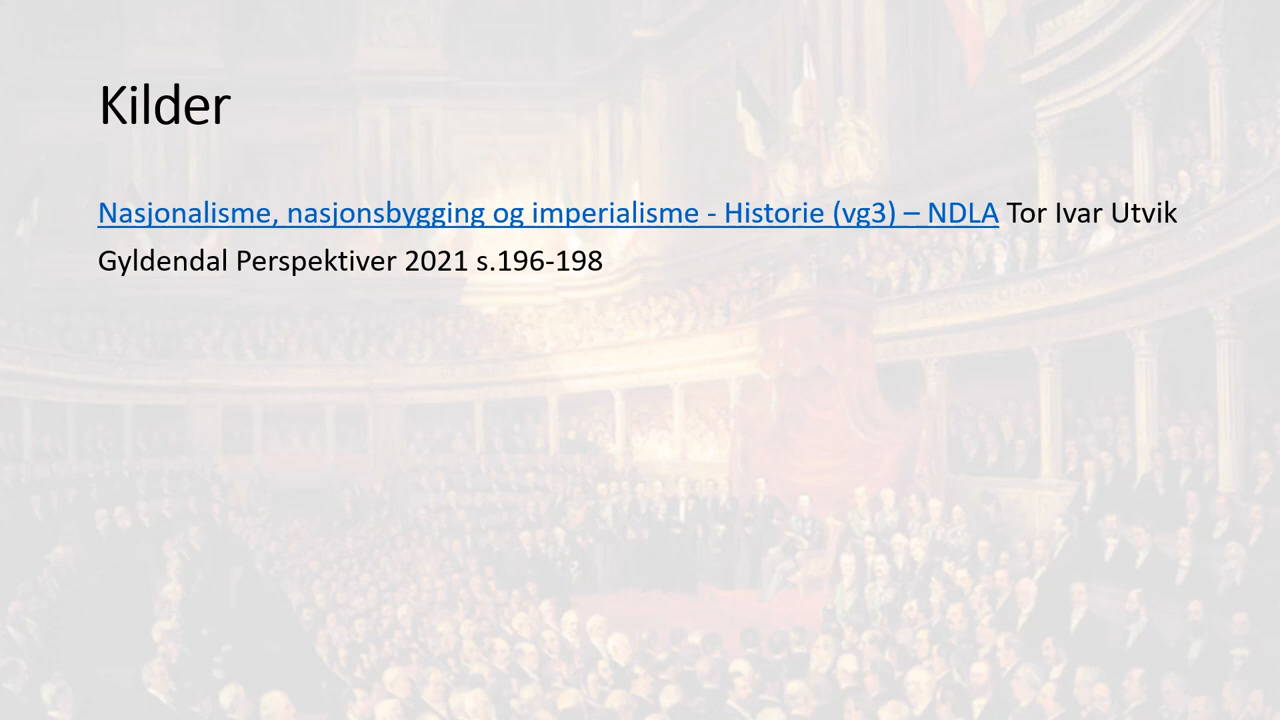 Kilder
Nasjonalisme, nasjonsbygging og imperialisme - Historie (vg3) – NDLA Tor Ivar Utvik
Gyldendal Perspektiver 2021 s.196-198